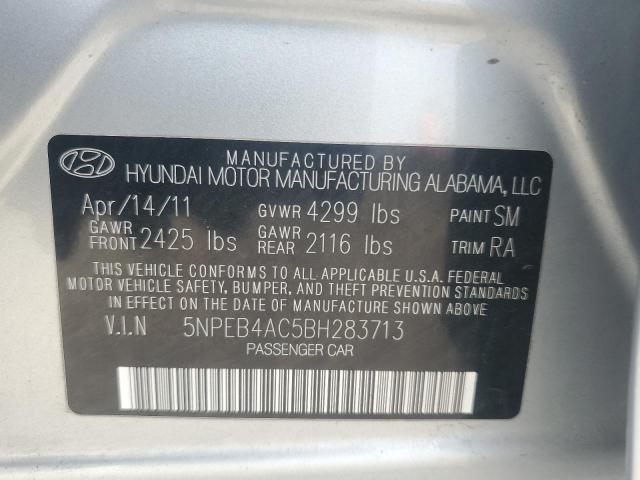 MANUFACTURED BY
HYUNDAI MOTOR MANUFACTURING ALABAMA, LLC
Apr/14/11 GVWR 4299 lbs PAINT SM
GAWR FRONT 2425 lbs GAWR REAR 2116 lbs TRIM RA
THIS VEHICLE CONFORMS TO ALL APPLICABLE U.S.A. FEDERAL
MOTOR VEHICLE SAFETY, BUMPER, AND THEFT PREVENTION STANDARDS
IN EFFECT ON THE DATE OF MANUFACTURE SHOWN ABOVE.
V.I.N 5NPEB4AC5BH283713
PASSENGER CAR